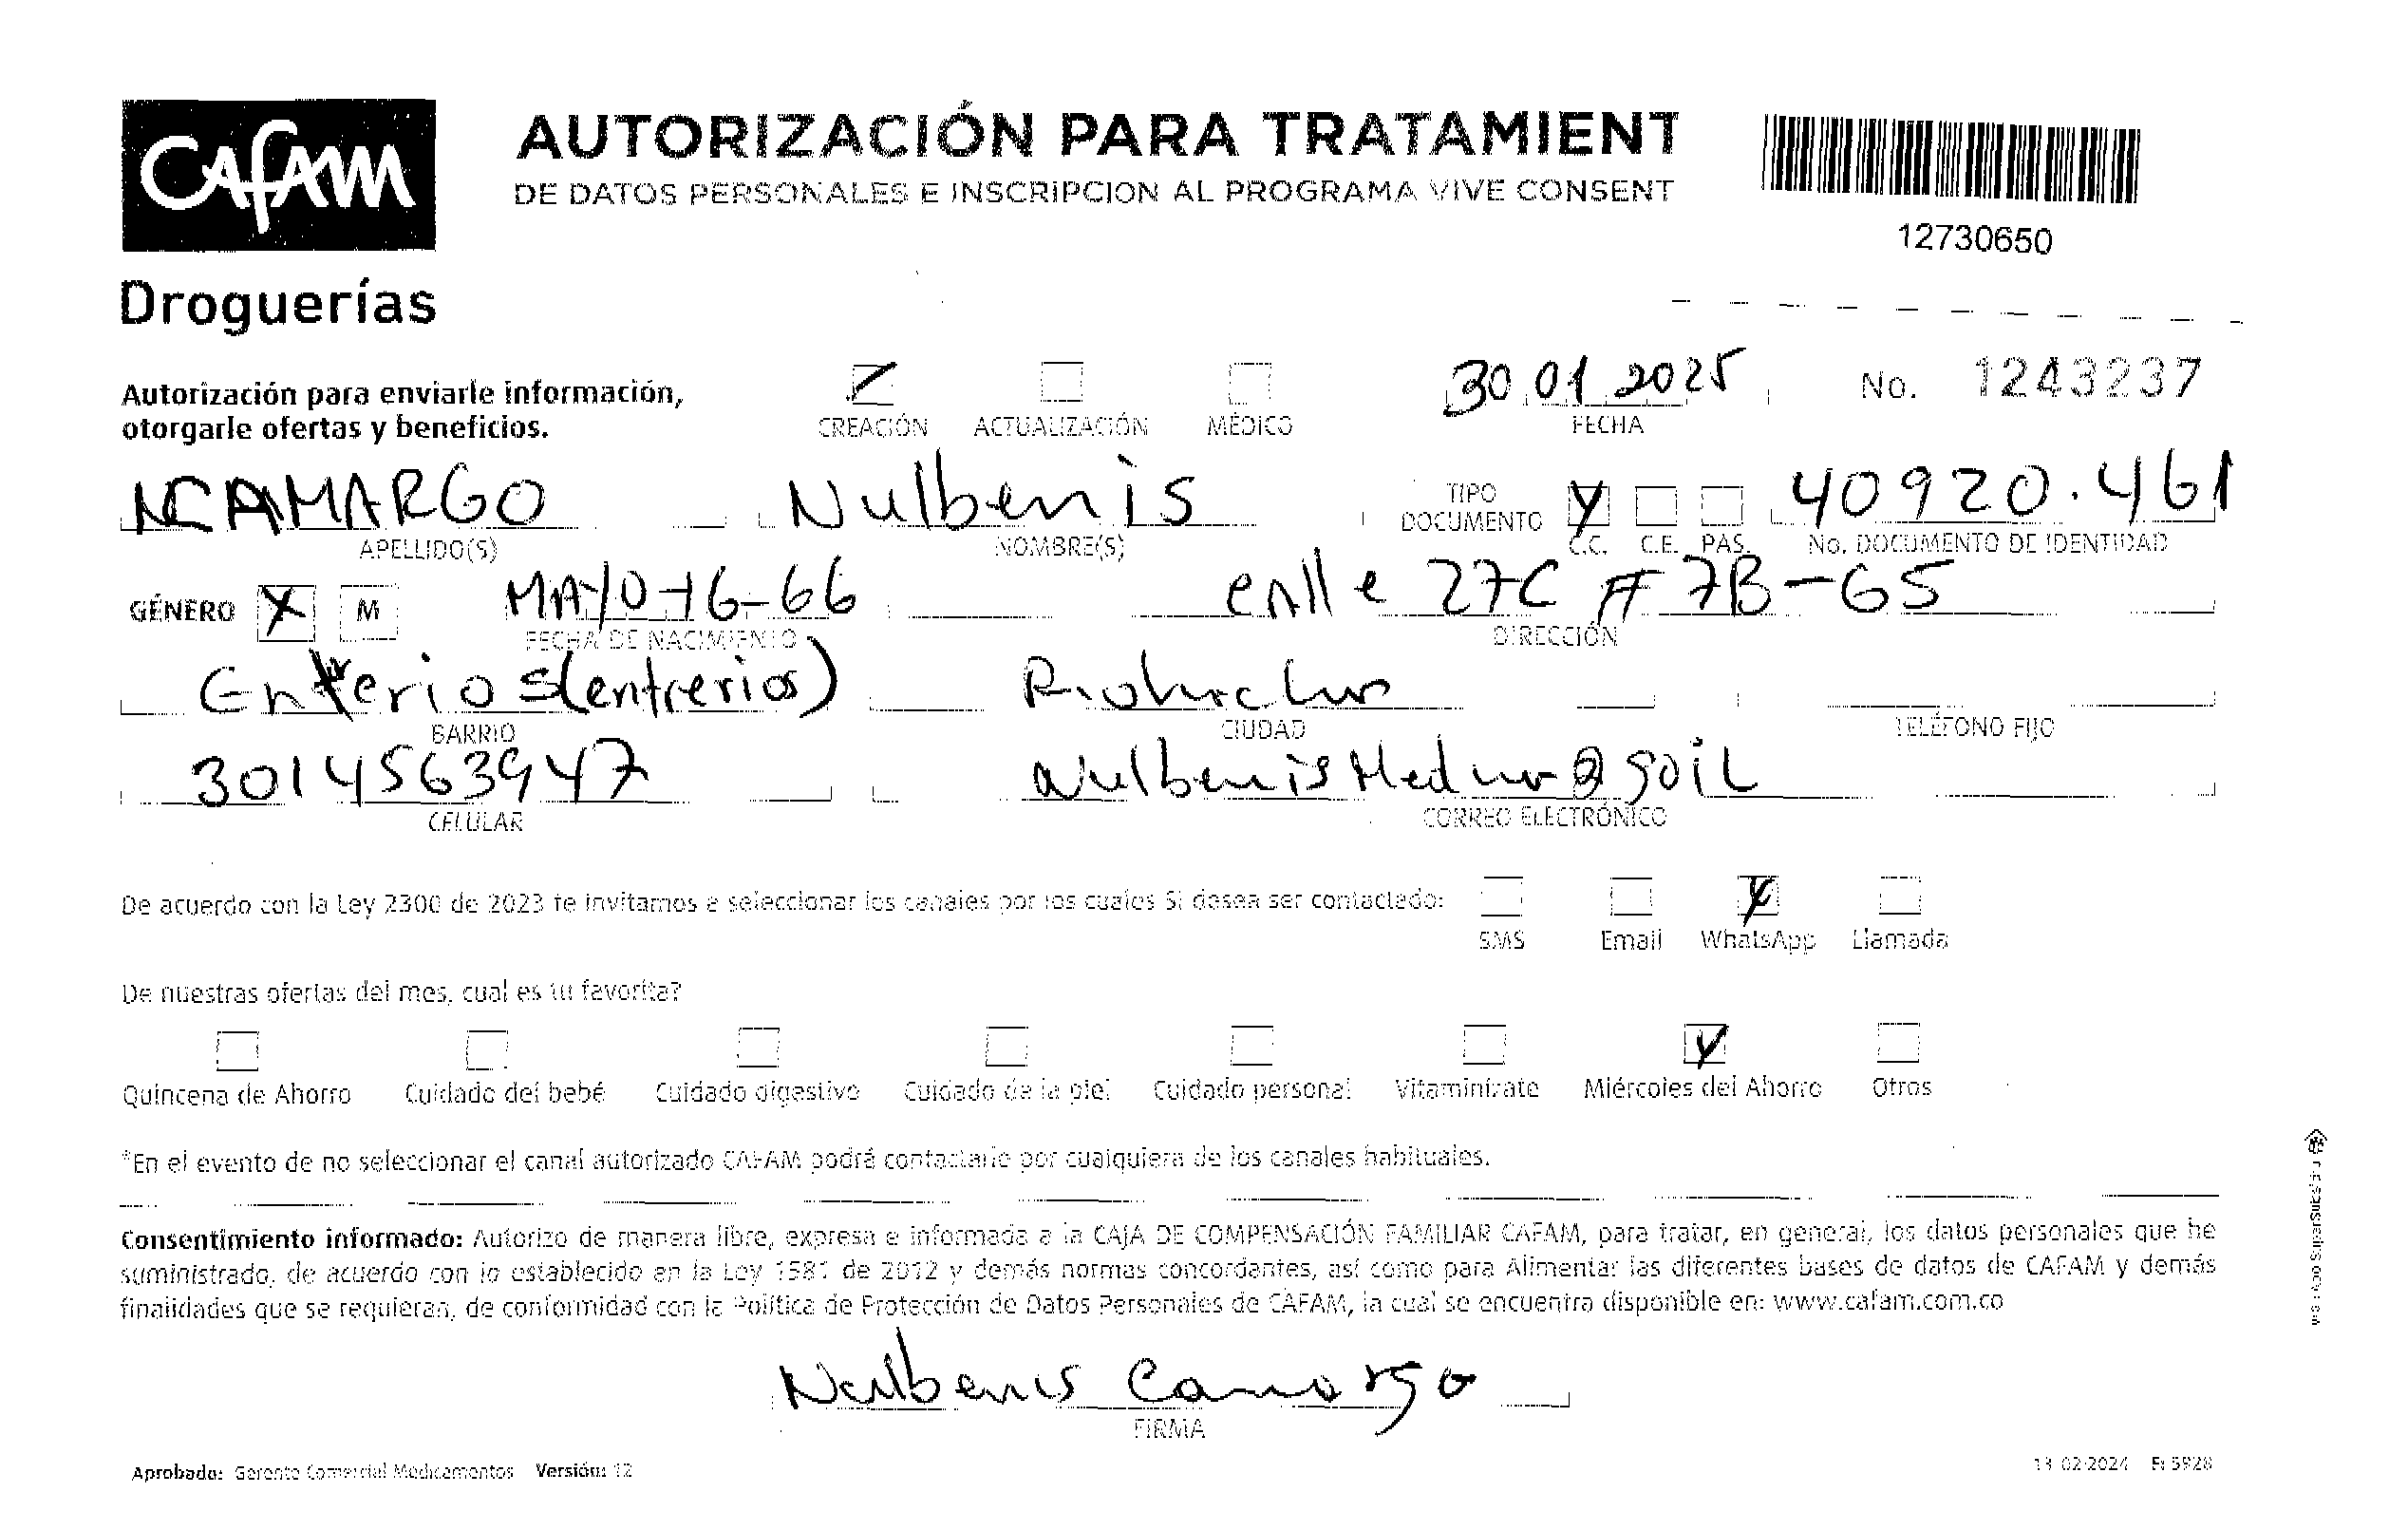 CAFAM
AUTORIZACIÓN PARA TRATAMIENT
DE DATOS PERSONALES E INSCRIPCION AL PROGRAMA VIVE CONSENT
12730650
Droguerías
Autorización para enviarle información,
otorgarle ofertas y beneficios.
CREACIÓN ACTUALIZACIÓN MÉDICO
30 01 2025
FECHA
No. 1243237
CAMARGO Nulbenis
APELLIDO(S) NOMBRE(S)
TIPO DOCUMENTO
C.C. C.E. PAS.
40920.461
No. DOCUMENTO DE IDENTIDAD
GÉNERO X M MAYO-16-66 calle 27C # 7B-65
FECHA DE NACIMIENTO DIRECCIÓN
Enterios (entrerios)
BARRIO CIUDAD TELÉFONO FIJO
3014563947
CELULAR CORREO ELECTRÓNICO
De acuerdo con la Ley 2300 de 2023 te invitamos a seleccionar los canales por los cuales Si desea ser contactado:
SMS Email WhatsApp Llamada
De nuestras ofertas del mes, cual es tu favorita?
Quincena de Ahorro Cuidado del bebé Cuidado digestivo Cuidado de la piel Cuidado personal Vitamínizate Miércoles del Ahorro Otros
*En el evento de no seleccionar el canal autorizado CAFAM podrá contactarle por cualquiera de los canales habituales.
Consentimiento informado: Autorizo de manera libre, expresa e informada a la CAJA DE COMPENSACIÓN FAMILIAR CAFAM, para tratar, en general, los datos personales que he
suministrado, de acuerdo con lo establecido en la Ley 1581 de 2012 y demás normas concordantes, así como para Alimentar las diferentes bases de datos de CAFAM y demás
finalidades que se requieran, de conformidad con la Política de Protección de Datos Personales de CAFAM, la cual se encuentra disponible en: www.cafam.com.co
Nulbenis Camargo
FIRMA
Aprobado: Gerente Comercial Medicamentos Versión: 12
13-02-2024